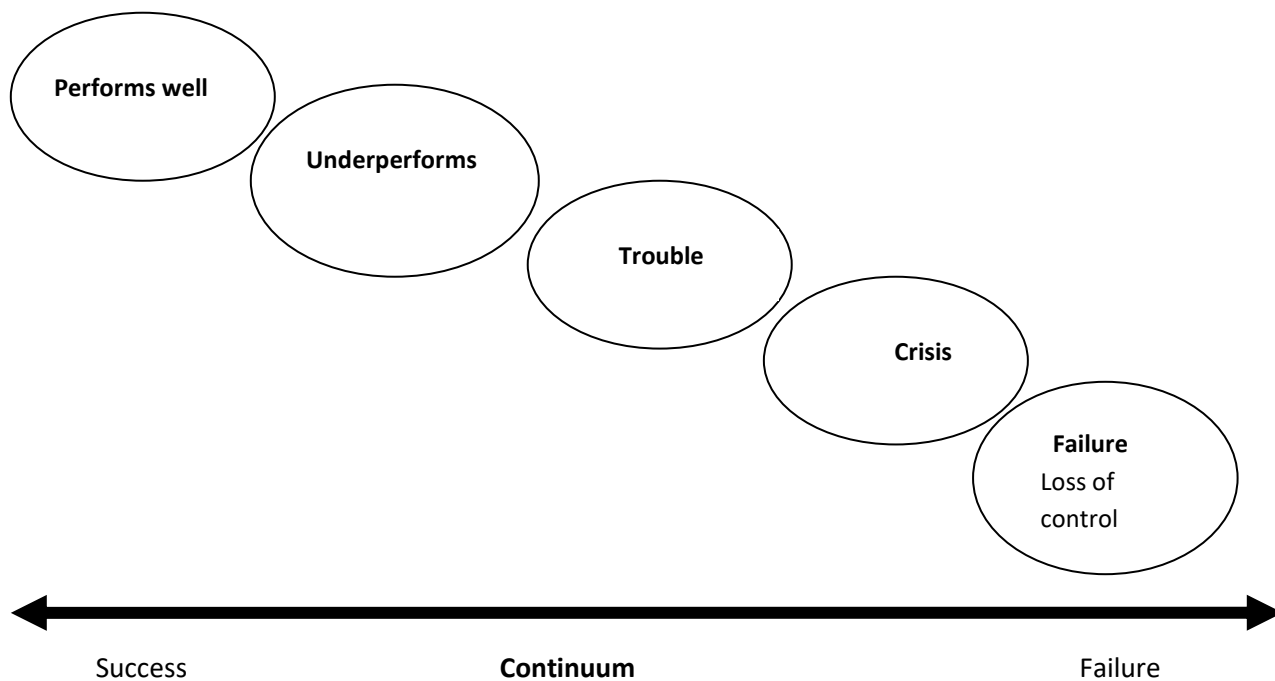 Performs well
Underperforms
Trouble
Crisis
Failure
Loss of
control
Success
Continuum
Failure